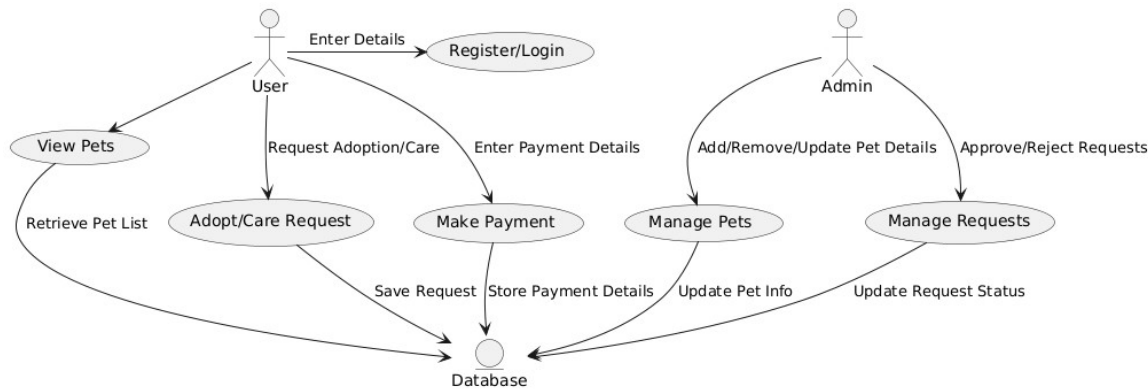 Enter Details
Register/Login
User
Admin
View Pets
Request Adoption/Care
Enter Payment Details
Add/Remove/Update Pet Details
Approve/Reject Requests
Retrieve Pet List
Adopt/Care Request
Make Payment
Manage Pets
Manage Requests
Save Request
Store Payment Details
Update Pet Info
Update Request Status
Database